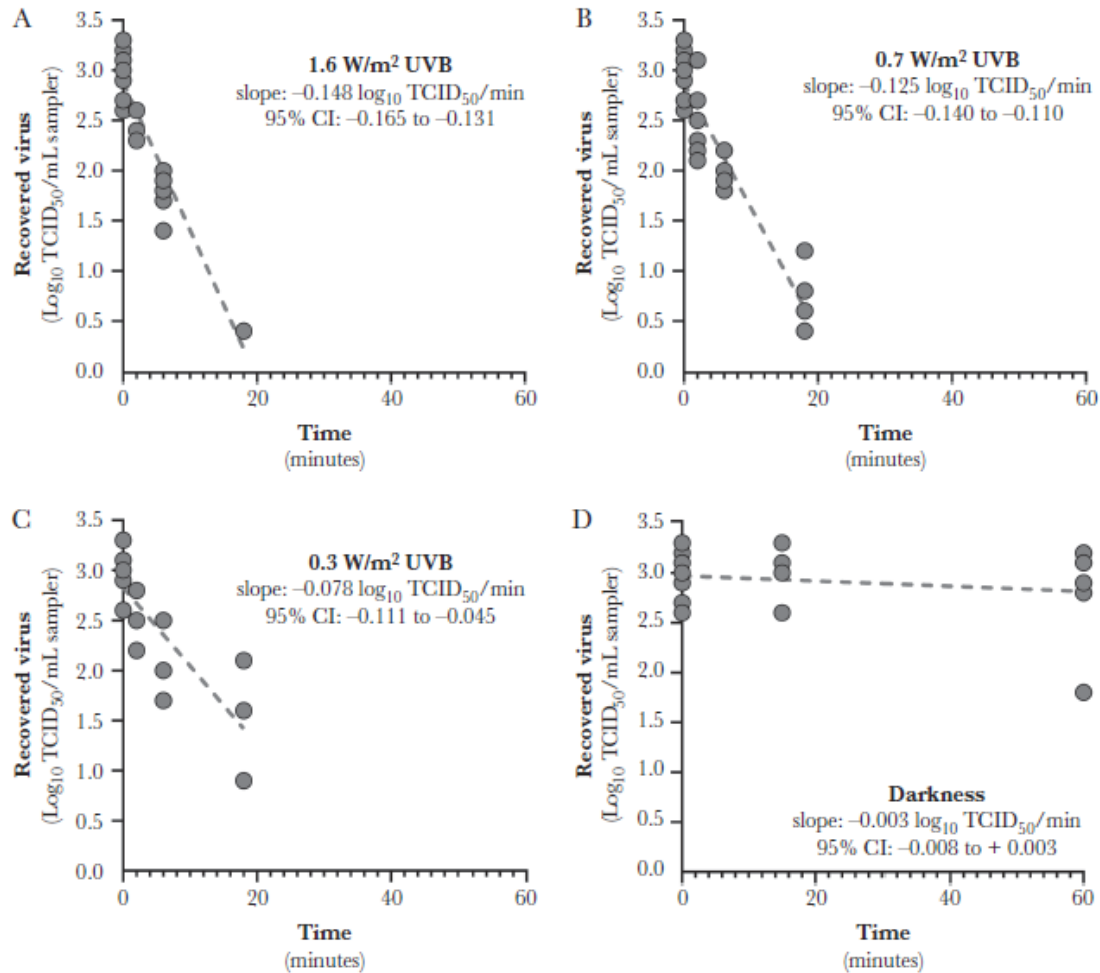 A
Recovered virus
(Log₁₀ TCID₅₀/mL sampler)
3.5
3.0
2.5
2.0
1.5
1.0
0.5
0.0
1.6 W/m² UVB
slope: –0.148 log₁₀ TCID₅₀/min
95% CI: –0.165 to –0.131
0 20 40 60
Time
(minutes)
B
Recovered virus
(Log₁₀ TCID₅₀/mL sampler)
3.5
3.0
2.5
2.0
1.5
1.0
0.5
0.0
0.7 W/m² UVB
slope: –0.125 log₁₀ TCID₅₀/min
95% CI: –0.140 to –0.110
0 20 40 60
Time
(minutes)
C
Recovered virus
(Log₁₀ TCID₅₀/mL sampler)
3.5
3.0
2.5
2.0
1.5
1.0
0.5
0.0
0.3 W/m² UVB
slope: –0.078 log₁₀ TCID₅₀/min
95% CI: –0.111 to –0.045
0 20 40 60
Time
(minutes)
D
Recovered virus
(Log₁₀ TCID₅₀/mL sampler)
3.5
3.0
2.5
2.0
1.5
1.0
0.5
0.0
Darkness
slope: –0.003 log₁₀ TCID₅₀/min
95% CI: –0.008 to + 0.003
0 20 40 60
Time
(minutes)